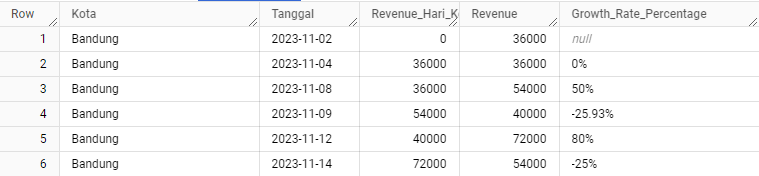 Row Kota Tanggal Revenue_Hari_K Revenue Growth_Rate_Percentage
1 Bandung 2023-11-02 0 36000 null
2 Bandung 2023-11-04 36000 36000 0%
3 Bandung 2023-11-08 36000 54000 50%
4 Bandung 2023-11-09 54000 40000 -25.93%
5 Bandung 2023-11-12 40000 72000 80%
6 Bandung 2023-11-14 72000 54000 -25%